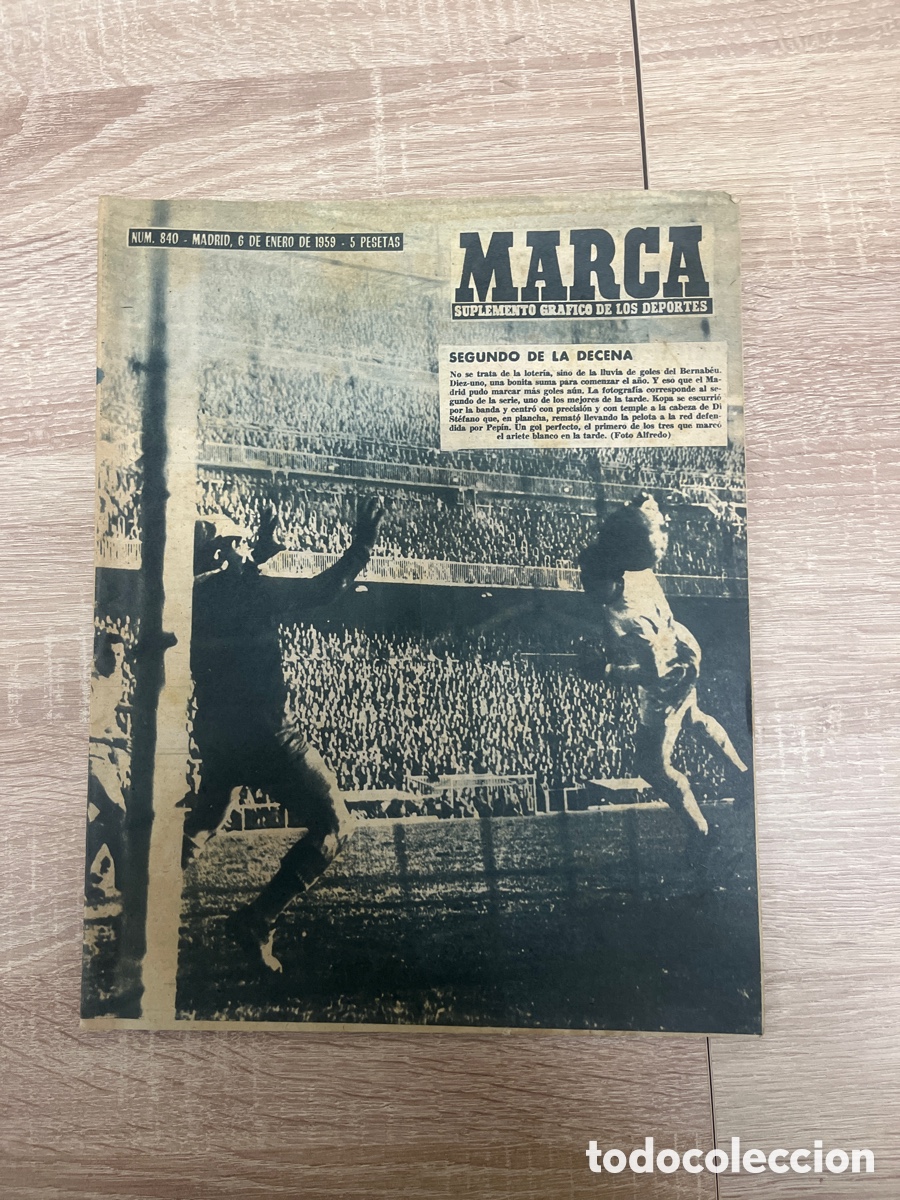 NUM. 840 - MADRID, 6 DE ENERO DE 1959 - 5 PESETAS
MARCA
SUPLEMENTO GRAFICO DE LOS DEPORTES
SEGUNDO DE LA DECENA
No se trata de la lotería, sino de la lluvia de goles del Bernabéu.
Diez-uno, una bonita suma para comenzar el año. Y eso que el Ma-
drid pudo marcar más goles aún. La fotografía corresponde al se-
gundo de la serie, uno de los mejores de la tarde. Kopa se escurrió
por la banda y centró con precisión y con temple a la cabeza de Di
Stéfano que, en plancha, remató llevando la pelota a la red defen-
dida por Pepín. Un gol perfecto, el primero de los tres que marcó
el ariete blanco en la tarde. (Foto Alfredo)
todocoleccion